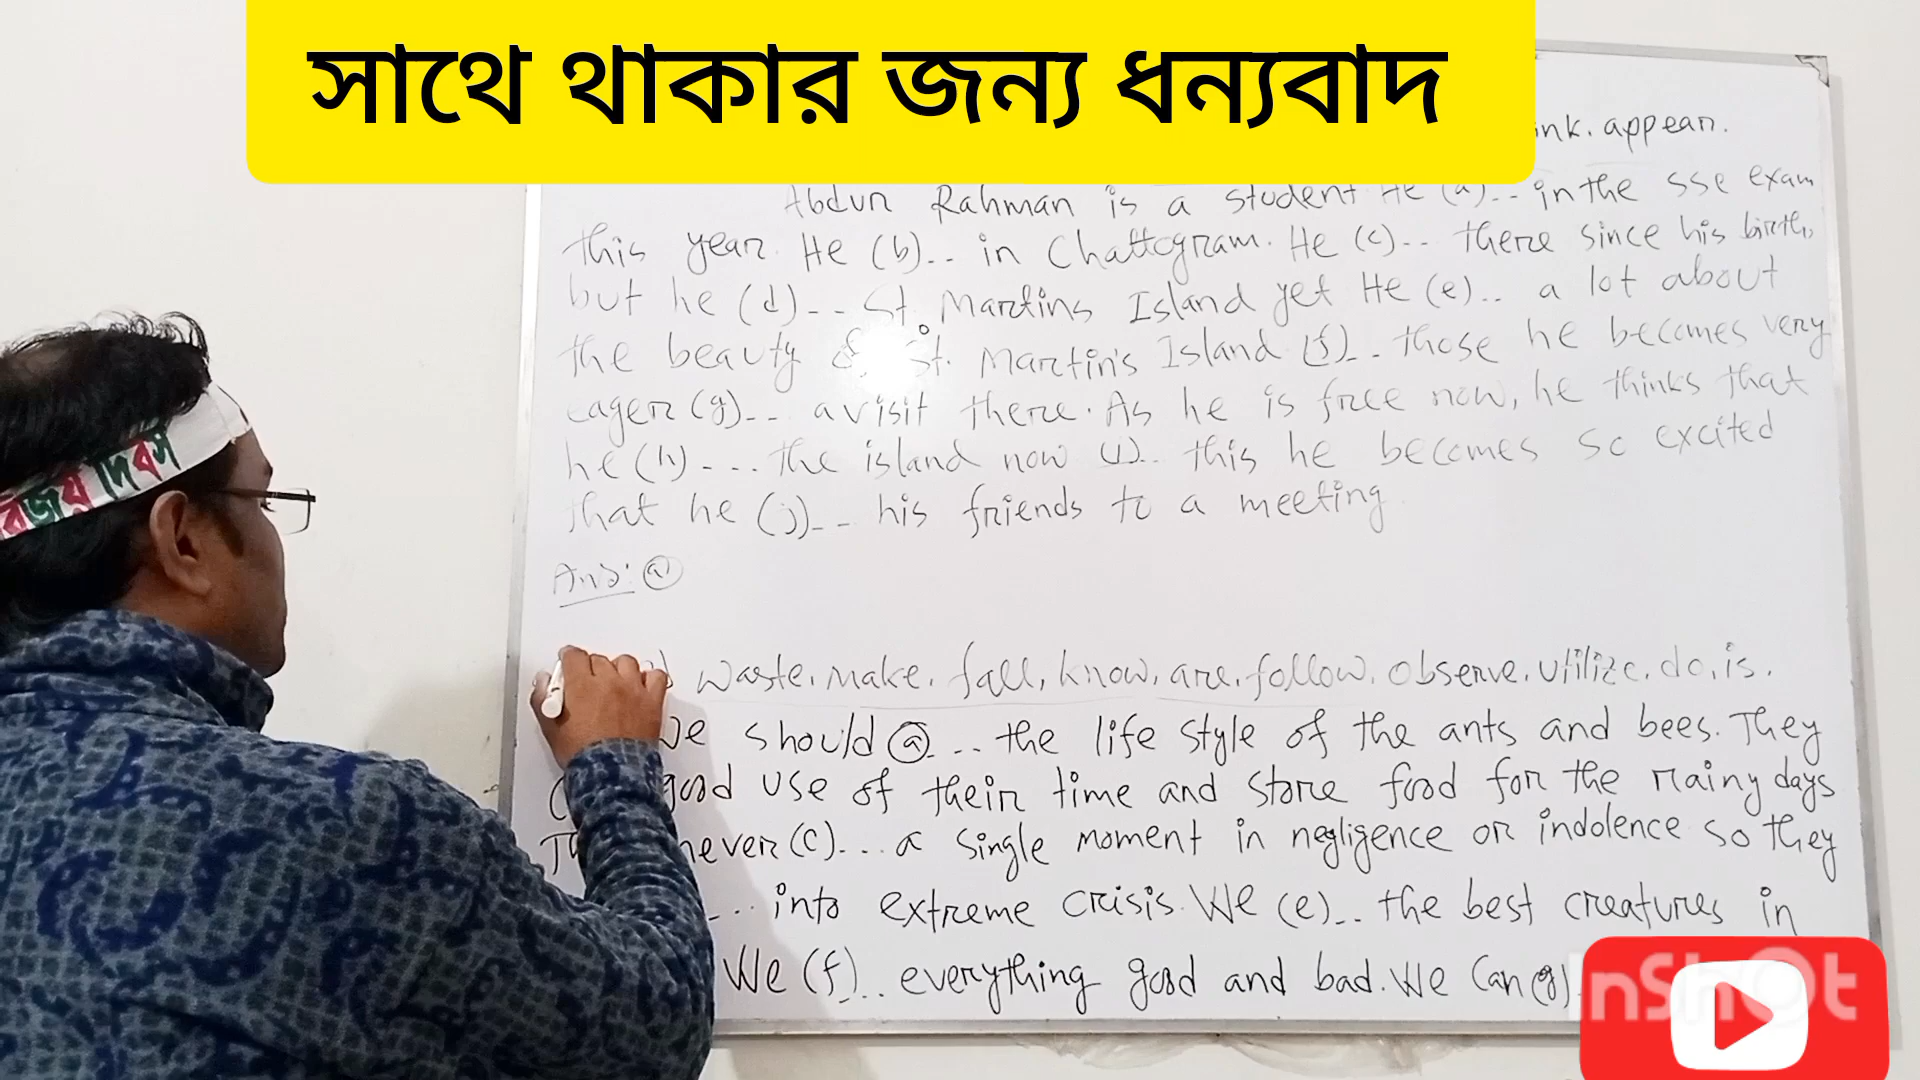 সাথে থাকার জন্য ধন্যবাদ
ink. appear.
Abdur Rahman is a student He (a)... in the SSC exam
this year. He (b)... in Chattogram. He (c)... there since his birth,
but he (d)... St. Martins Island yet He (e).. a lot about
the beauty of St. Martin's Island (f)... those he becomes very
eager (g)... a visit there. As he is free now, he thinks that
he (h).... the island now (i).. this he becomes so excited
that he (j)... his friends to a meeting
Ans: (a)
waste, make, fall, know, are, follow, observe, utilize, do, is.
should (a)... the life style of the ants and bees. They
good use of their time and store food for the rainy days
never (c)... a single moment in negligence or indolence so they
... into extreme crisis. We (e).. the best creatures in
We (f)... everything good and bad. We can (g)
বিজয় দিবস
InShOt